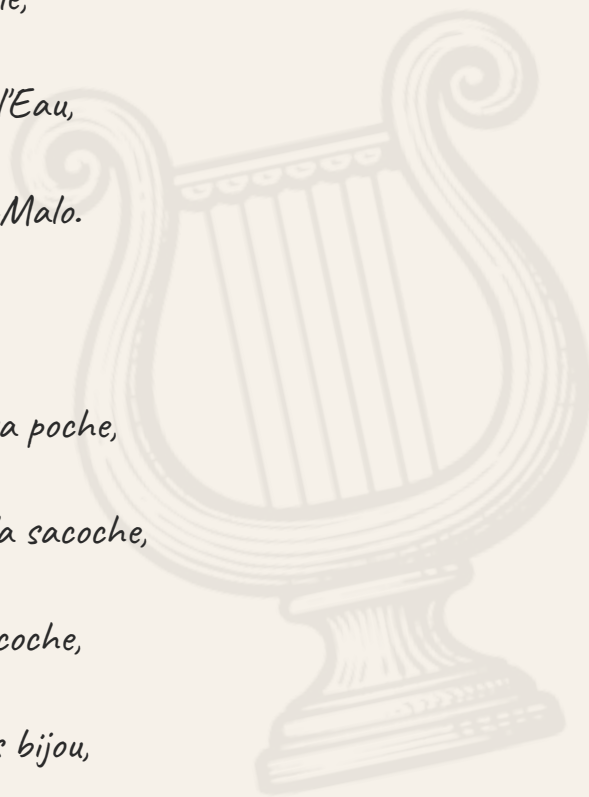 l'Eau,
Malo.
a poche,
a sacoche,
coche,
bijou,